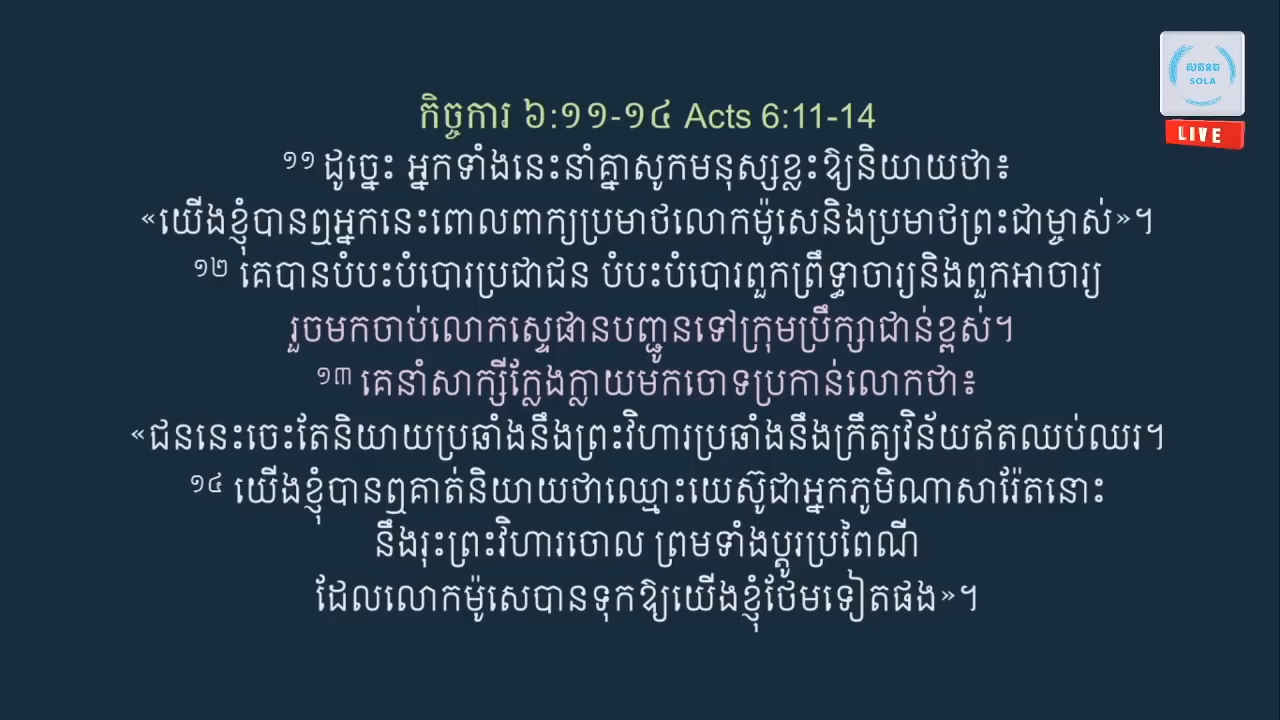 សថនជ
SOLA
LIVE
កិច្ចការ ៦:១១-១៤ Acts 6:11-14
១១ ដូច្នេះ អ្នកទាំងនេះនាំគ្នាសូកមនុស្សខ្លះឱ្យនិយាយថា៖
«យើងខ្ញុំបានឮអ្នកនេះពោលពាក្យប្រមាថលោកម៉ូសេនិងប្រមាថព្រះជាម្ចាស់»។
១២ គេបានបំបះបំបោរប្រជាជន បំបះបំបោរពួកព្រឹទ្ធាចារ្យនិងពួកអាចារ្យ
រួចមកចាប់លោកស្ទេផានបញ្ជូនទៅក្រុមប្រឹក្សាជាន់ខ្ពស់។
១៣ គេនាំសាក្សីក្លែងក្លាយមកចោទប្រកាន់លោកថា៖
«ជននេះចេះតែនិយាយប្រឆាំងនឹងព្រះវិហារប្រឆាំងនឹងក្រឹត្យវិន័យឥតឈប់ឈរ។
១៤ យើងខ្ញុំបានឮគាត់និយាយថាឈ្មោះយេស៊ូជាអ្នកភូមិណាសារ៉ែតនោះ
នឹងរុះព្រះវិហារចោល ព្រមទាំងប្ដូរប្រពៃណី
ដែលលោកម៉ូសេបានទុកឱ្យយើងខ្ញុំថែមទៀតផង»។